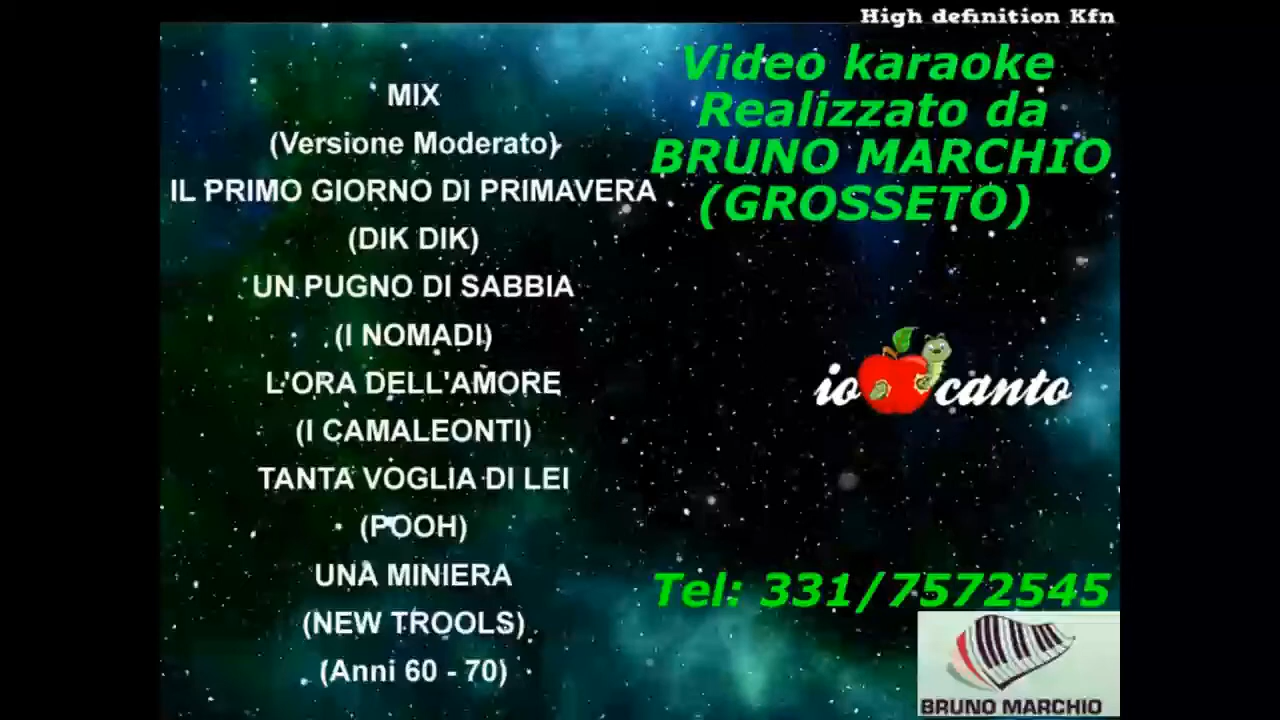 High definition Kfn
MIX
(Versione Moderato)
IL PRIMO GIORNO DI PRIMAVERA
(DIK DIK)
UN PUGNO DI SABBIA
(I NOMADI)
L'ORA DELL'AMORE
(I CAMALEONTI)
TANTA VOGLIA DI LEI
(POOH)
UNA MINIERA
(NEW TROOLS)
(Anni 60 - 70)
Video karaoke
Realizzato da
BRUNO MARCHIO
(GROSSETO)
io canto
Tel: 331/7572545
BRUNO MARCHIO